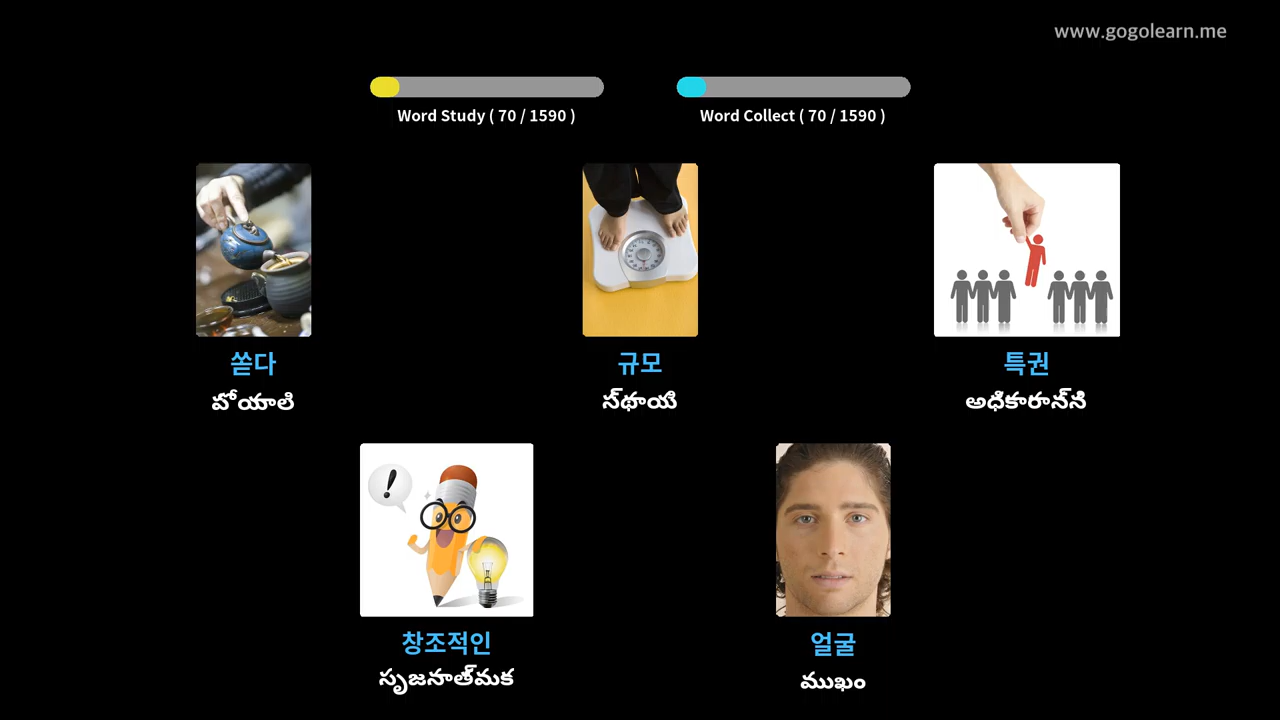 www.gogolearn.me
Word Study ( 70 / 1590 )
Word Collect ( 70 / 1590 )
쏟다
규모
특권
పోయాలి
స్‌థాయి
అధికారాన్‌ని
!
창조적인
얼굴
సృజనాత్‌మక
ముఖం